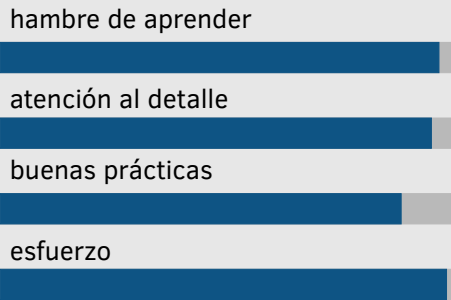 hambre de aprender
atención al detalle
buenas prácticas
esfuerzo